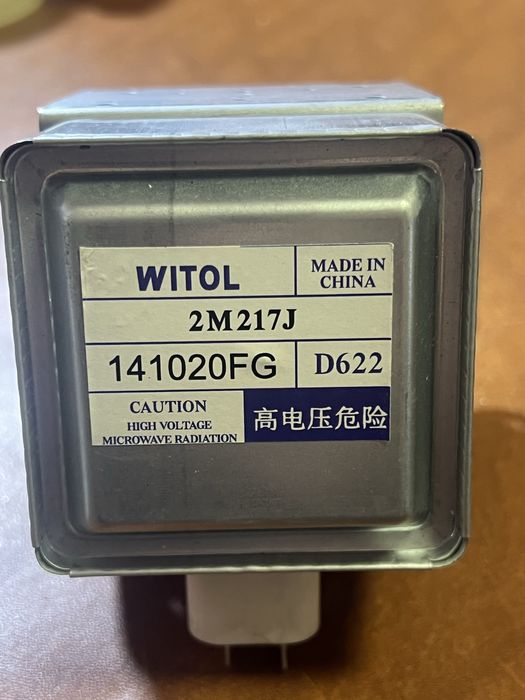 WITOL
MADE IN
CHINA
2M217J
141020FG
D622
CAUTION
HIGH VOLTAGE
MICROWAVE RADIATION
高电压危险